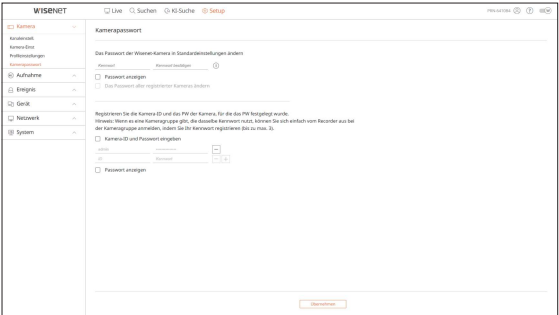 WISENET
Live Suchen KI-Suche Setup
PRN-6410B4
Kamera
Kanaleinstell.
Kamera-Einst
Profileinstellungen
Kamerapasswort
Aufnahme
Ereignis
Gerät
Netzwerk
System
Kamerapasswort
Das Passwort der Wisenet-Kamera in Standardeinstellungen ändern
Kennwort Kennwort bestätigen
Passwort anzeigen
Das Passwort aller registrierter Kameras ändern
Registrieren Sie die Kamera-ID und das PW der Kamera, für die das PW festgelegt wurde.
Hinweis: Wenn es eine Kameragruppe gibt, die dasselbe Kennwort nutzt, können Sie sich einfach vom Recorder aus bei
der Kameragruppe anmelden, indem Sie Ihr Kennwort registrieren (bis zu max. 3).
Kamera-ID und Passwort eingeben
admin
ID Kennwort
Passwort anzeigen
Übernehmen